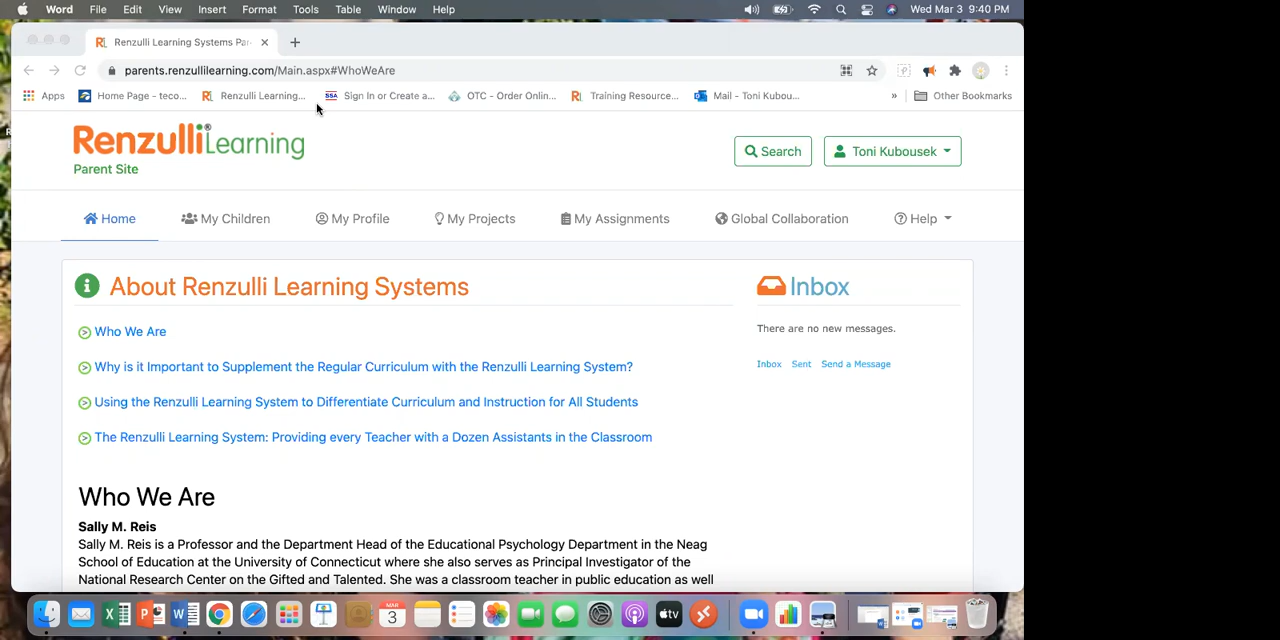 Word File Edit View Insert Format Tools Table Window Help Wed Mar 3 9:40 PM
Renzulli Learning Systems Par
parents.renzullilearning.com/Main.aspx#WhoWeAre
Apps Home Page - teco... Renzulli Learning... SSA Sign In or Create a... OTC - Order Onlin... Training Resource... Mail - Toni Kubou... » Other Bookmarks
Renzulli® Learning
Parent Site
Search Toni Kubousek
Home My Children My Profile My Projects My Assignments Global Collaboration Help
About Renzulli Learning Systems
Inbox
Who We Are
There are no new messages.
Why is it Important to Supplement the Regular Curriculum with the Renzulli Learning System?
Inbox Sent Send a Message
Using the Renzulli Learning System to Differentiate Curriculum and Instruction for All Students
The Renzulli Learning System: Providing every Teacher with a Dozen Assistants in the Classroom
Who We Are
Sally M. Reis
Sally M. Reis is a Professor and the Department Head of the Educational Psychology Department in the Neag
School of Education at the University of Connecticut where she also serves as Principal Investigator of the
National Research Center on the Gifted and Talented. She was a classroom teacher in public education as well
MAR
3
tv